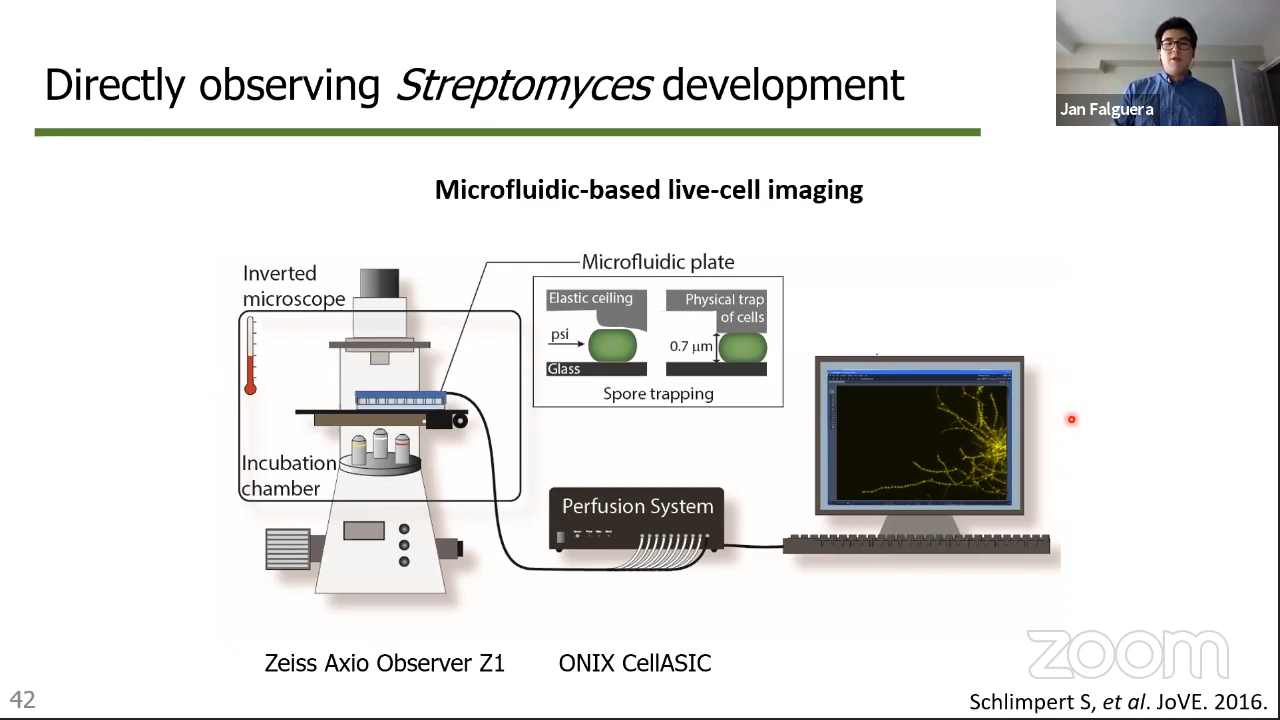 Directly observing Streptomyces development
Jan Falguera
Microfluidic-based live-cell imaging
Inverted
microscope
Microfluidic plate
Elastic ceiling
psi
Glass
Physical trap
of cells
0.7 μm
Spore trapping
Incubation
chamber
Perfusion System
Zeiss Axio Observer Z1
ONIX CellASIC
zoom
42
Schlimpert S, et al. JoVE. 2016.